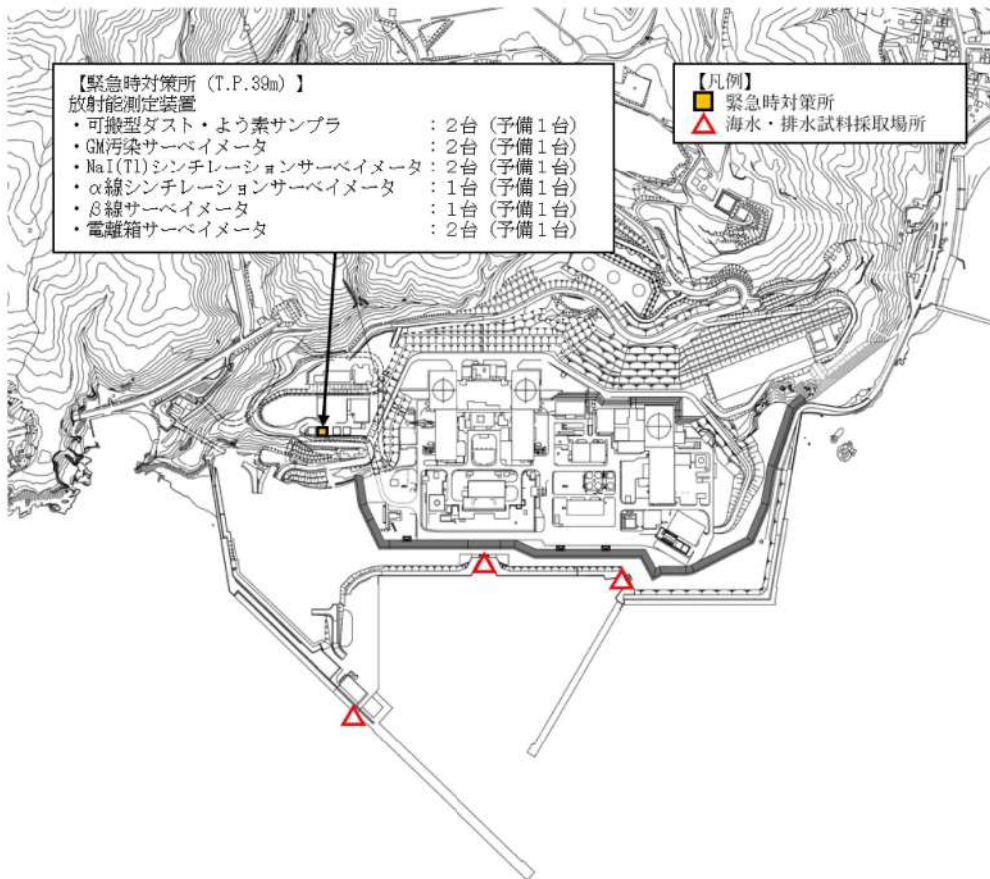 【緊急時対策所 (T.P.39m) 】
放射能測定装置
・可搬型ダスト・よう素サンプラ : 2台 (予備1台)
・GM汚染サーベイメータ : 2台 (予備1台)
・NaI(Tl)シンチレーションサーベイメータ : 2台 (予備1台)
・α線シンチレーションサーベイメータ : 1台 (予備1台)
・β線サーベイメータ : 1台 (予備1台)
・電離箱サーベイメータ : 2台 (予備1台)
【凡例】
緊急時対策所
海水・排水試料採取場所